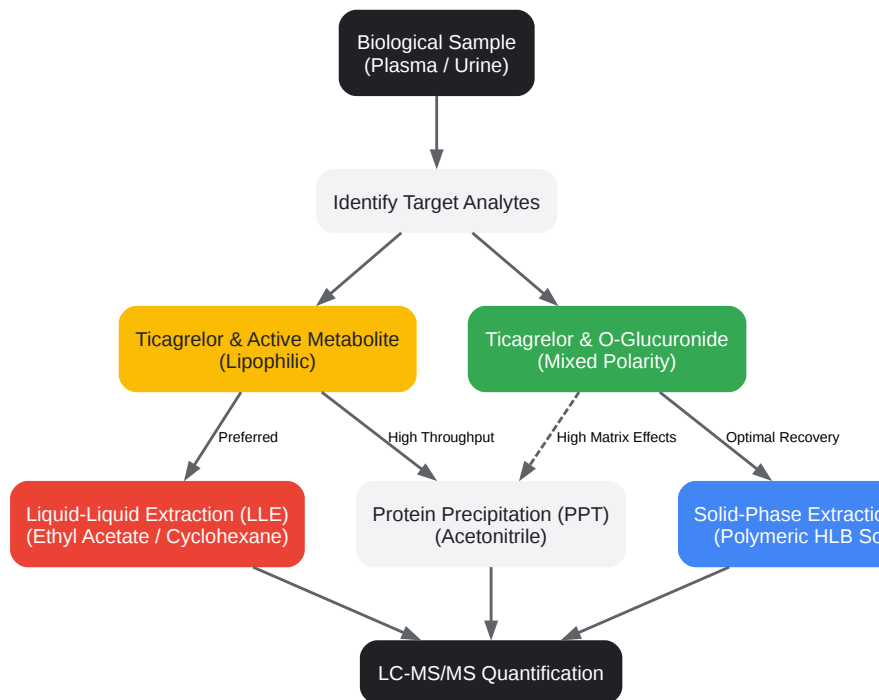 Biological Sample
(Plasma / Urine)
Identify Target Analytes
Ticagrelor & Active Metabolite
(Lipophilic)
Ticagrelor & O-Glucuronide
(Mixed Polarity)
Preferred
High Throughput
High Matrix Effects
Optimal Recovery
Liquid-Liquid Extraction (LLE)
(Ethyl Acetate / Cyclohexane)
Protein Precipitation (PPT)
(Acetonitrile)
Solid-Phase
(Polymeric HLB
LC-MS/MS Quantification